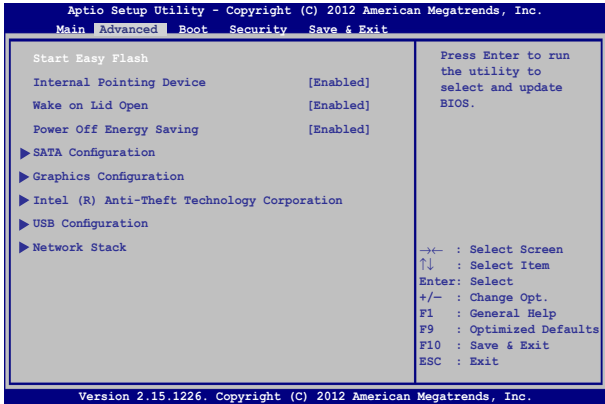 Aptio Setup Utility - Copyright (C) 2012 American Megatrends, Inc.
Main Advanced Boot Security Save & Exit
Start Easy Flash
Internal Pointing Device [Enabled]
Wake on Lid Open [Enabled]
Power Off Energy Saving [Enabled]
▶ SATA Configuration
▶ Graphics Configuration
▶ Intel (R) Anti-Theft Technology Corporation
▶ USB Configuration
▶ Network Stack
Press Enter to run
the utility to
select and update
BIOS.
→← : Select Screen
↑↓ : Select Item
Enter: Select
+/— : Change Opt.
F1 : General Help
F9 : Optimized Defaults
F10 : Save & Exit
ESC : Exit
Version 2.15.1226. Copyright (C) 2012 American Megatrends, Inc.